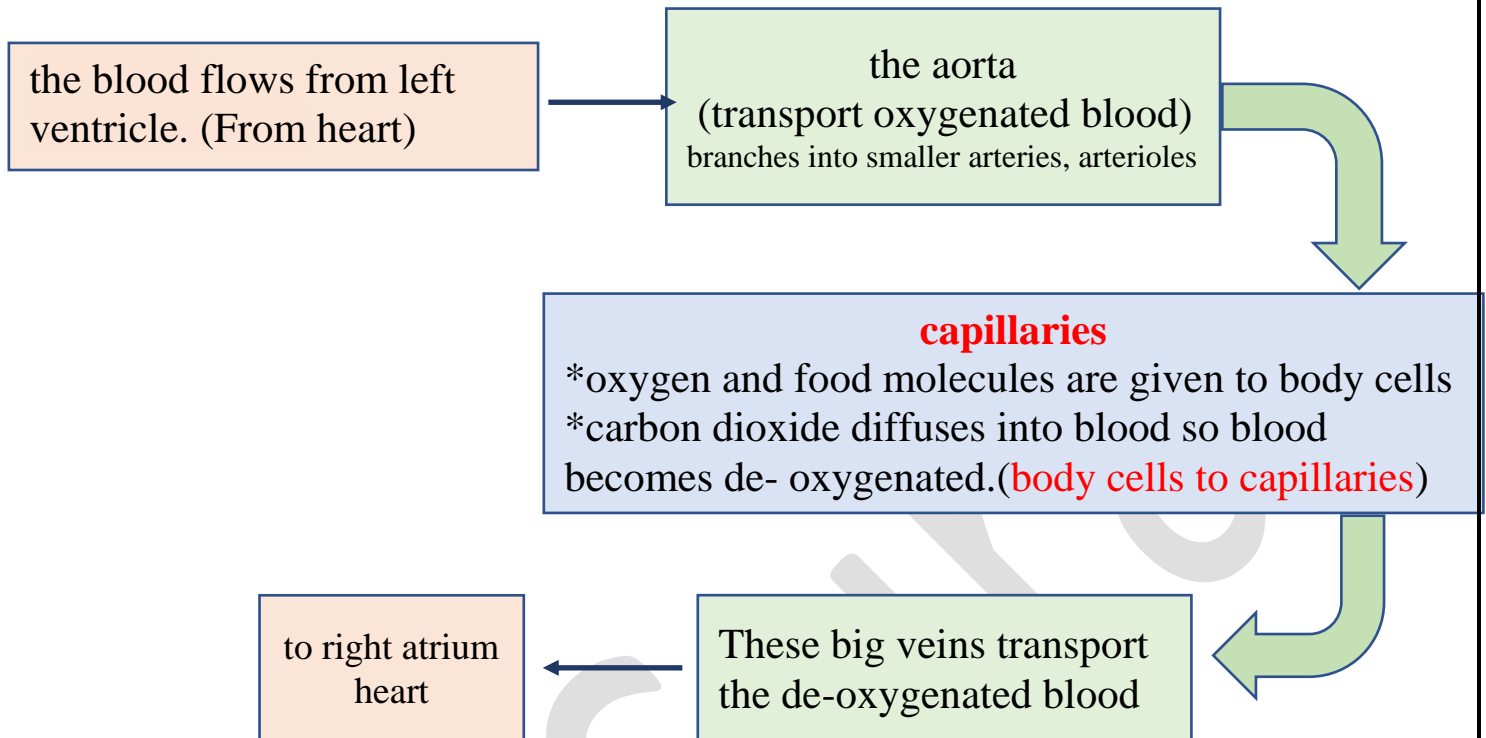 the blood flows from left
ventricle. (From heart)
the aorta
(transport oxygenated blood)
branches into smaller arteries, arterioles
capillaries
*oxygen and food molecules are given to body cells
*carbon dioxide diffuses into blood so blood
becomes de- oxygenated.(body cells to capillaries)
These big veins transport
the de-oxygenated blood
to right atrium
heart